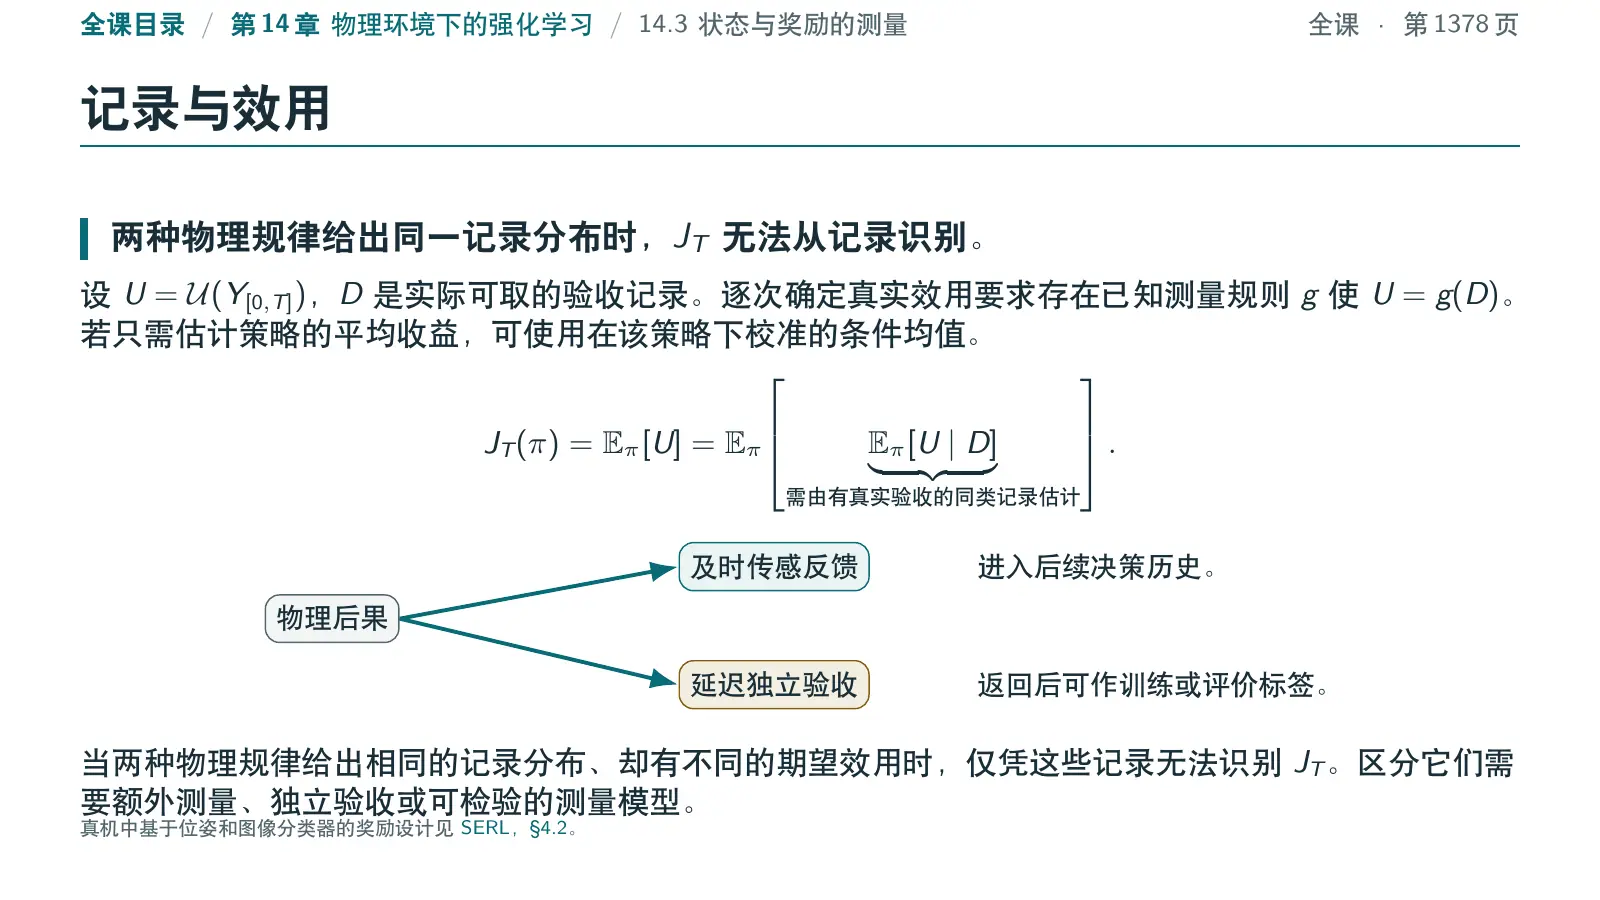 全课目录 / 第 14 章 物理环境下的强化学习 / 14.3 状态与奖励的测量 全课 · 第 1378 页
记录与效用
两种物理规律给出同一记录分布时，J_T 无法从记录识别。
设 U = 𝒰(Y_[0,T])，D 是实际可取的验收记录。逐次确定真实效用要求存在已知测量规则 g 使 U = g(D)。
若只需估计策略的平均收益，可使用在该策略下校准的条件均值。
J_T(π) = 𝔼_π[U] = 𝔼_π [ 𝔼_π[U | D] ] .
需由有真实验收的同类记录估计
及时传感反馈 进入后续决策历史。
物理后果
延迟独立验收 返回后可作训练或评价标签。
当两种物理规律给出相同的记录分布、却有不同的期望效用时，仅凭这些记录无法识别 J_T。区分它们需
要额外测量、独立验收或可检验的测量模型。
真机中基于位姿和图像分类器的奖励设计见 SERL，§4.2。